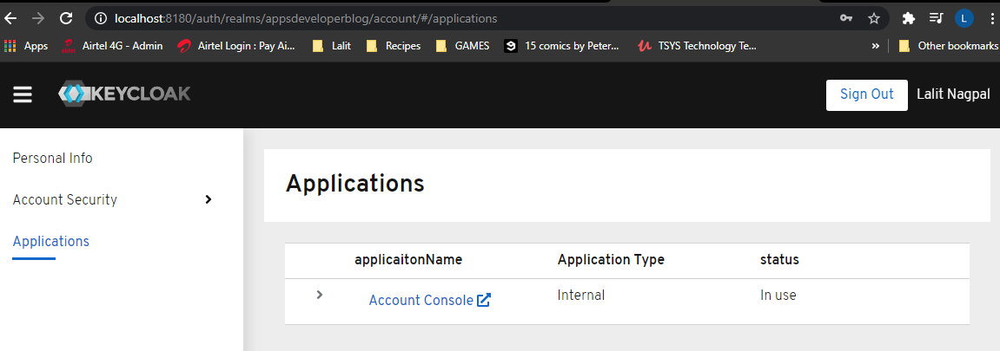 localhost:8180/auth/realms/appsdeveloperblog/account/#/applications
L
Apps airtel Airtel 4G - Admin Airtel Login : Pay Ai... Lalit Recipes GAMES 9 15 comics by Peter... TSYS Technology Te... » Other bookmarks
KEYCLOAK Sign Out Lalit Nagpal
Personal Info
Account Security
Applications
Applications
applicaitonName Application Type status
Account Console Internal In use